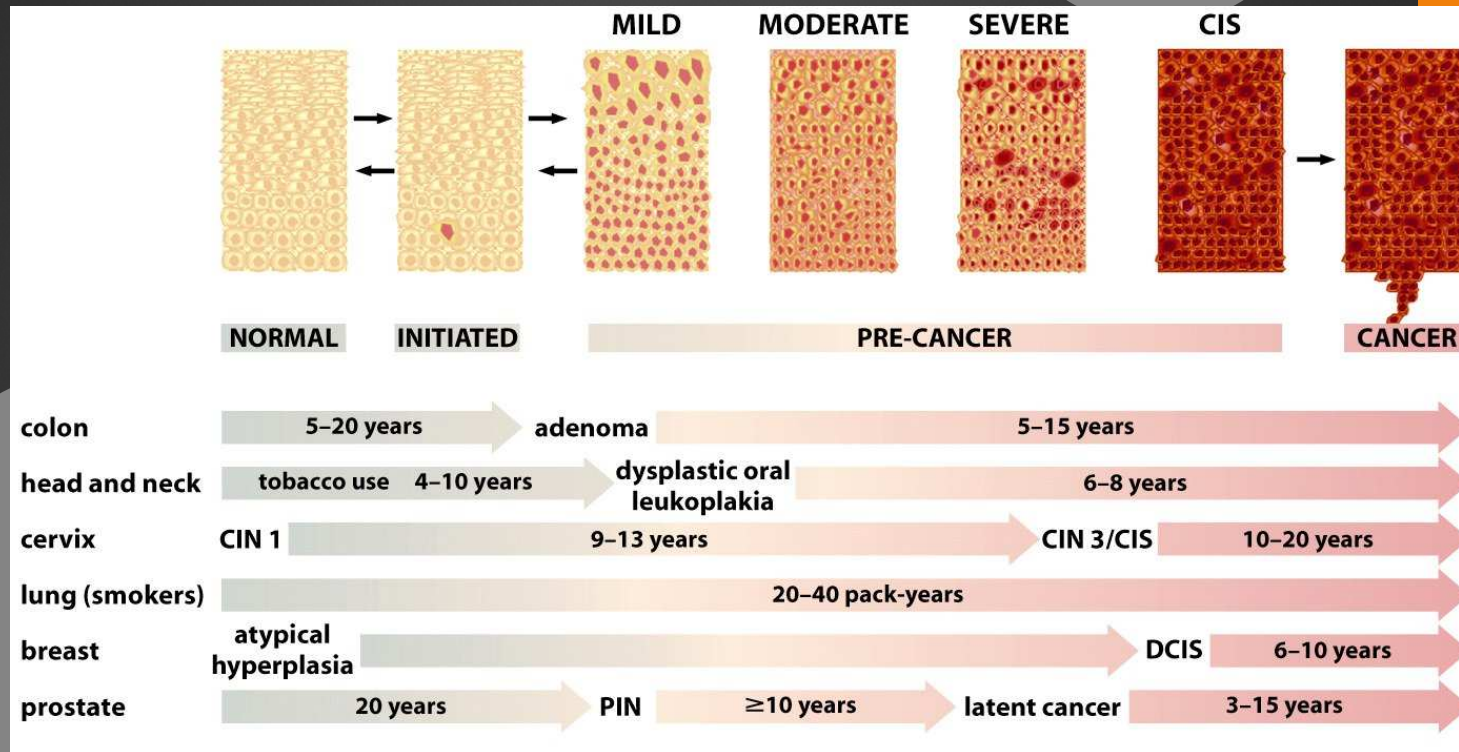 MILD MODERATE SEVERE CIS
NORMAL INITIATED PRE-CANCER CANCER
colon 5–20 years adenoma 5–15 years
head and neck tobacco use 4–10 years dysplastic oral
leukoplakia 6–8 years
cervix CIN 1 9–13 years CIN 3/CIS 10–20 years
lung (smokers) 20–40 pack-years
breast atypical
hyperplasia DCIS 6–10 years
prostate 20 years PIN ≥10 years latent cancer 3–15 years